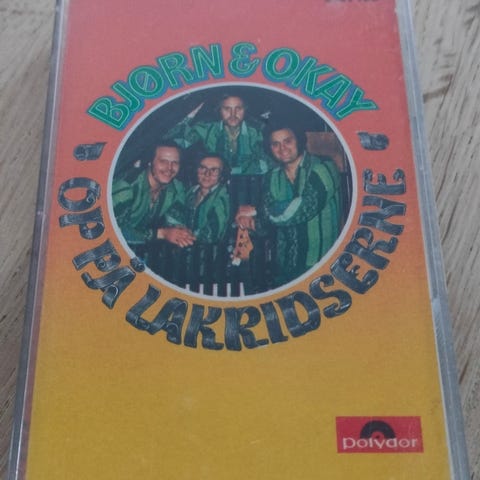 BJØRN & OKAY
"OP PÅ LAKRIDSERNE"
polydor